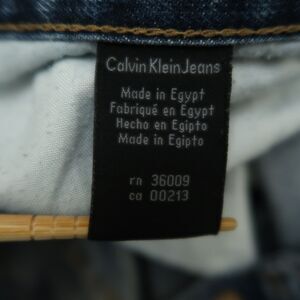 Calvin Klein Jeans
Made in Egypt
Fabriqué en Egypt
Hecho en Egipto
Made in Egipto
rn 36009
ca 00213